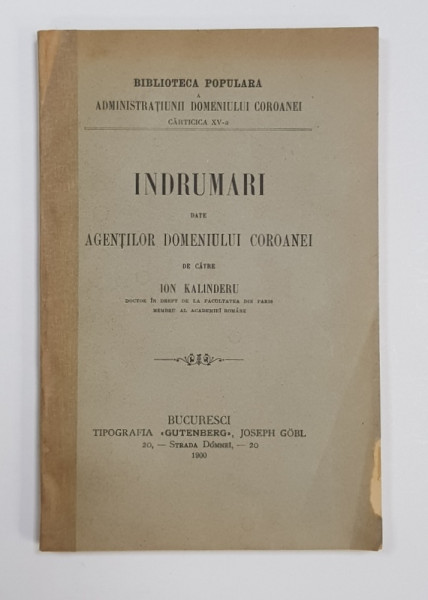 BIBLIOTECA POPULARA
A
ADMINISTRAȚIUNII DOMENIULUI COROANEI
CĂRTICICA XV-a
INDRUMARI
DATE
AGENȚILOR DOMENIULUI COROANEI
DE CĂTRE
ION KALINDERU
DOCTOR ÎN DREPT DE LA FACULTATEA DIN PARIS
MEMBRU AL ACADEMIEĬ ROMÂNE
BUCURESCI
TIPOGRAFIA «GUTENBERG», JOSEPH GÖBL
20, — STRADA DÓMNEI, — 20
1900